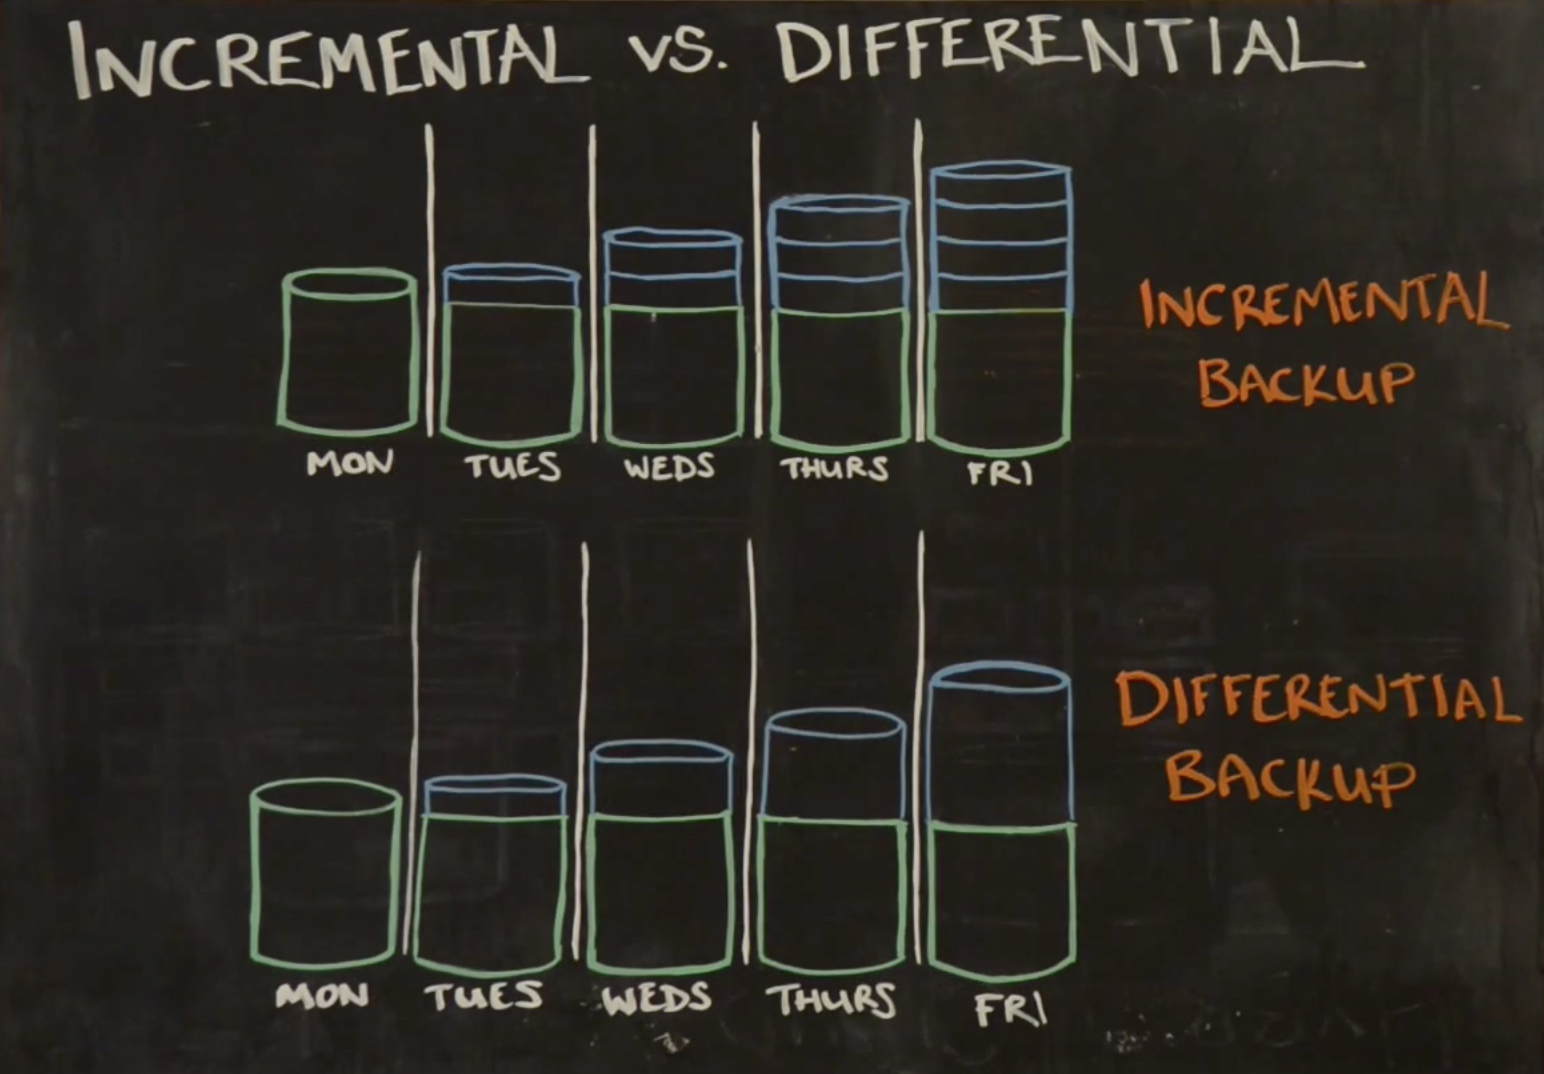 INCREMENTAL VS. DIFFERENTIAL
MON TUES WEDS THURS FRI
INCREMENTAL
BACKUP
MON TUES WEDS THURS FRI
DIFFERENTIAL
BACKUP